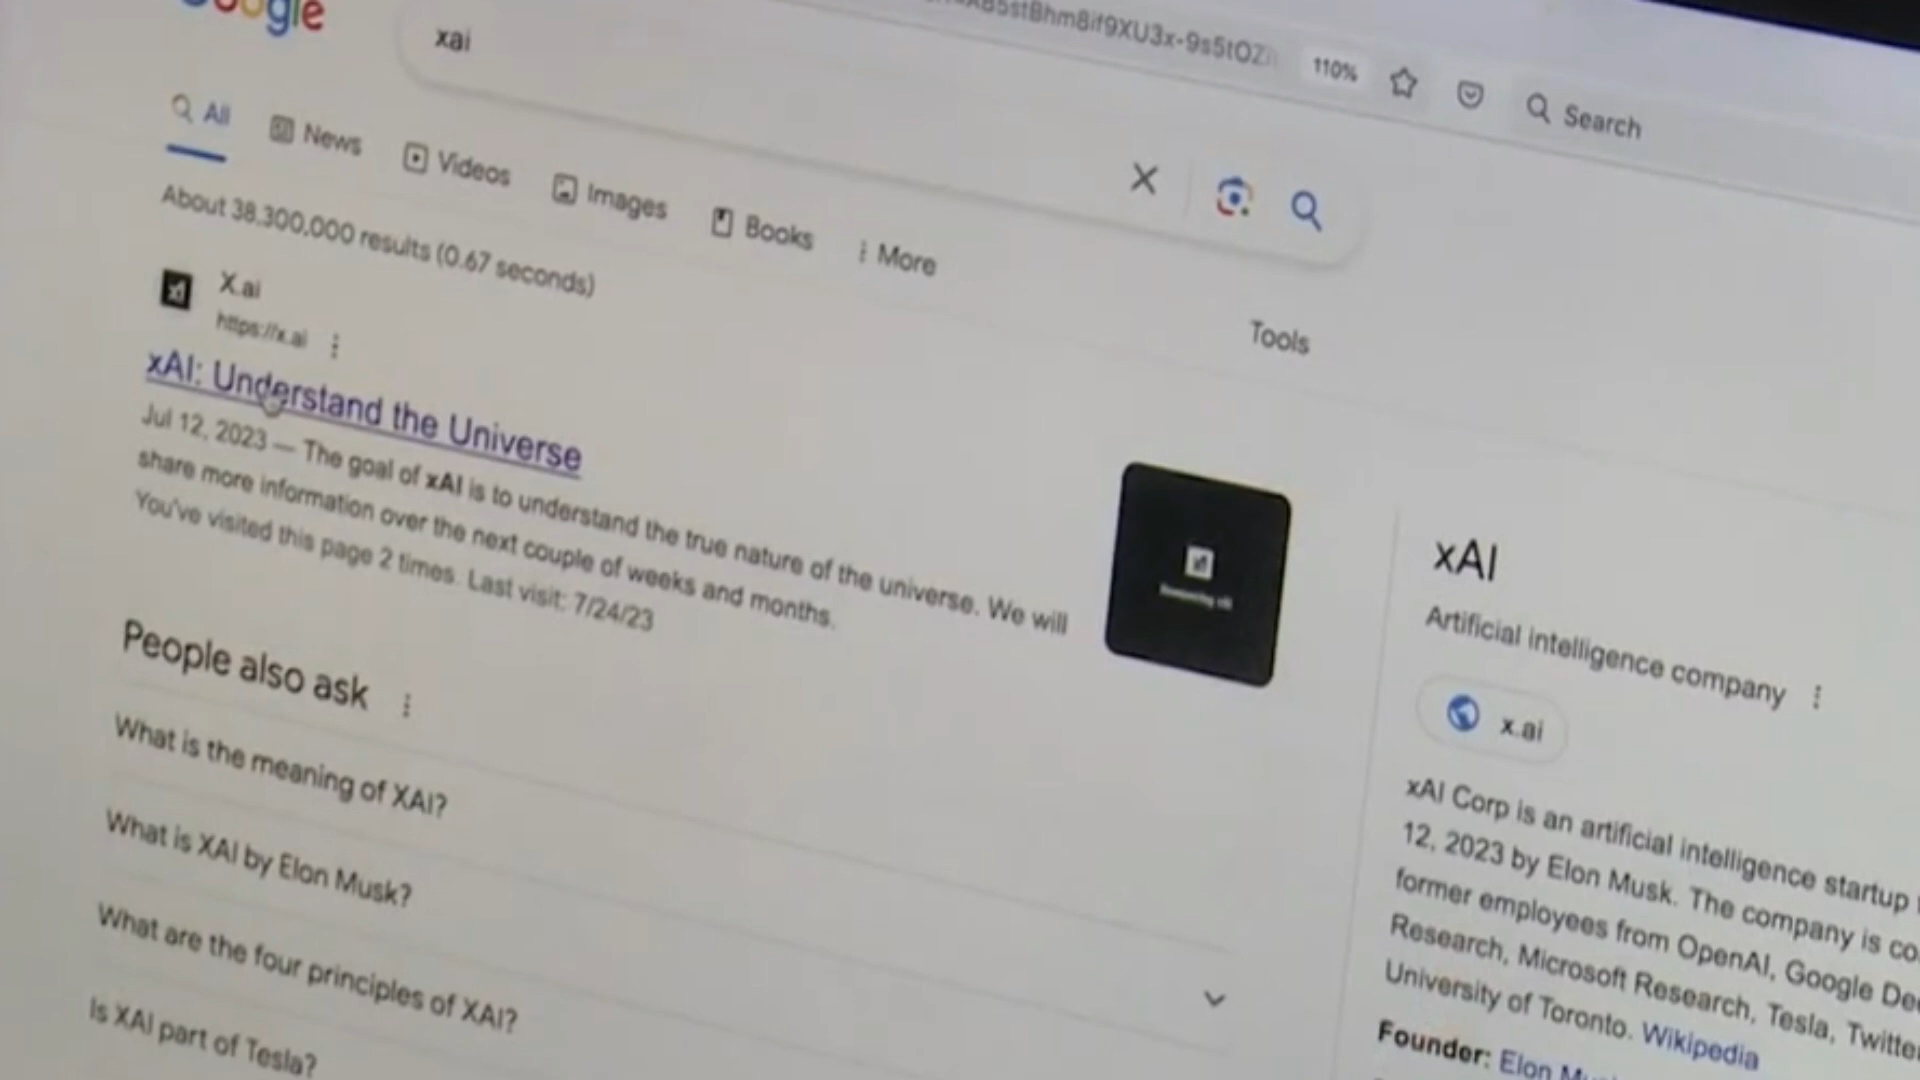 Google
xai
110%
Search
All
News
Videos
Images
Books
More
Tools
About 38,300,000 results (0.67 seconds)
X.ai
https://x.ai
xAI: Understand the Universe
Jul 12, 2023 — The goal of xAI is to understand the true nature of the universe. We will
share more information over the next couple of weeks and months.
You've visited this page 2 times. Last visit: 7/24/23
People also ask
What is the meaning of XAI?
What is XAI by Elon Musk?
What are the four principles of XAI?
Is XAI part of Tesla?
xAI
Artificial intelligence company
x.ai
xAI Corp is an artificial intelligence startup
12, 2023 by Elon Musk. The company is co
former employees from OpenAI, Google De
Research, Microsoft Research, Tesla, Twitte
University of Toronto. Wikipedia
Founder: Elon Mus